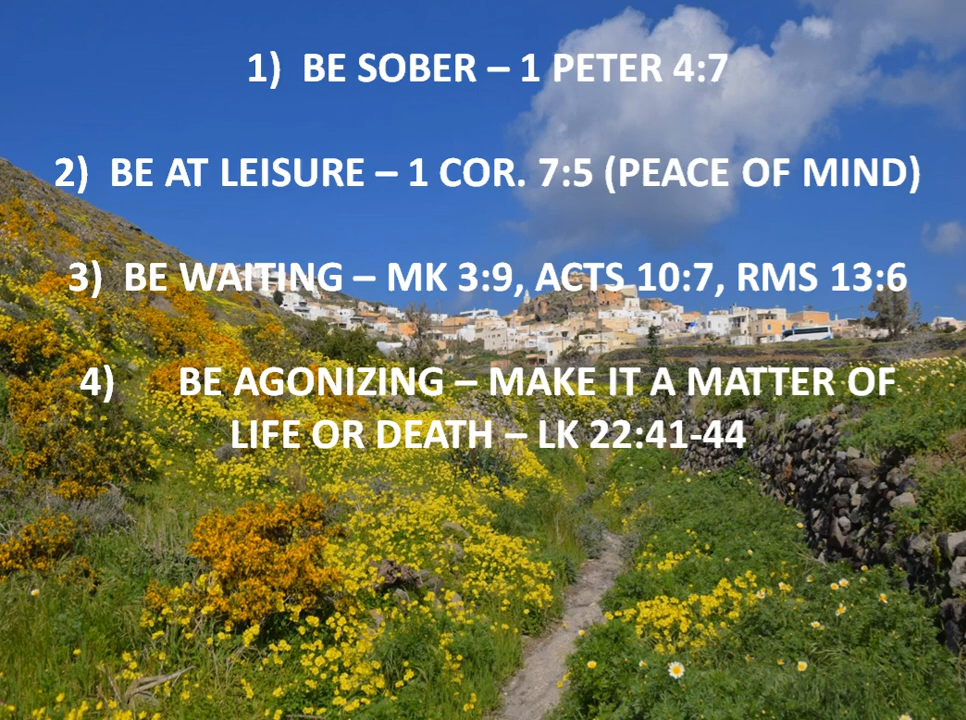 1) BE SOBER – 1 PETER 4:7
2) BE AT LEISURE – 1 COR. 7:5 (PEACE OF MIND)
3) BE WAITING – MK 3:9, ACTS 10:7, RMS 13:6
4) BE AGONIZING – MAKE IT A MATTER OF
LIFE OR DEATH – LK 22:41-44